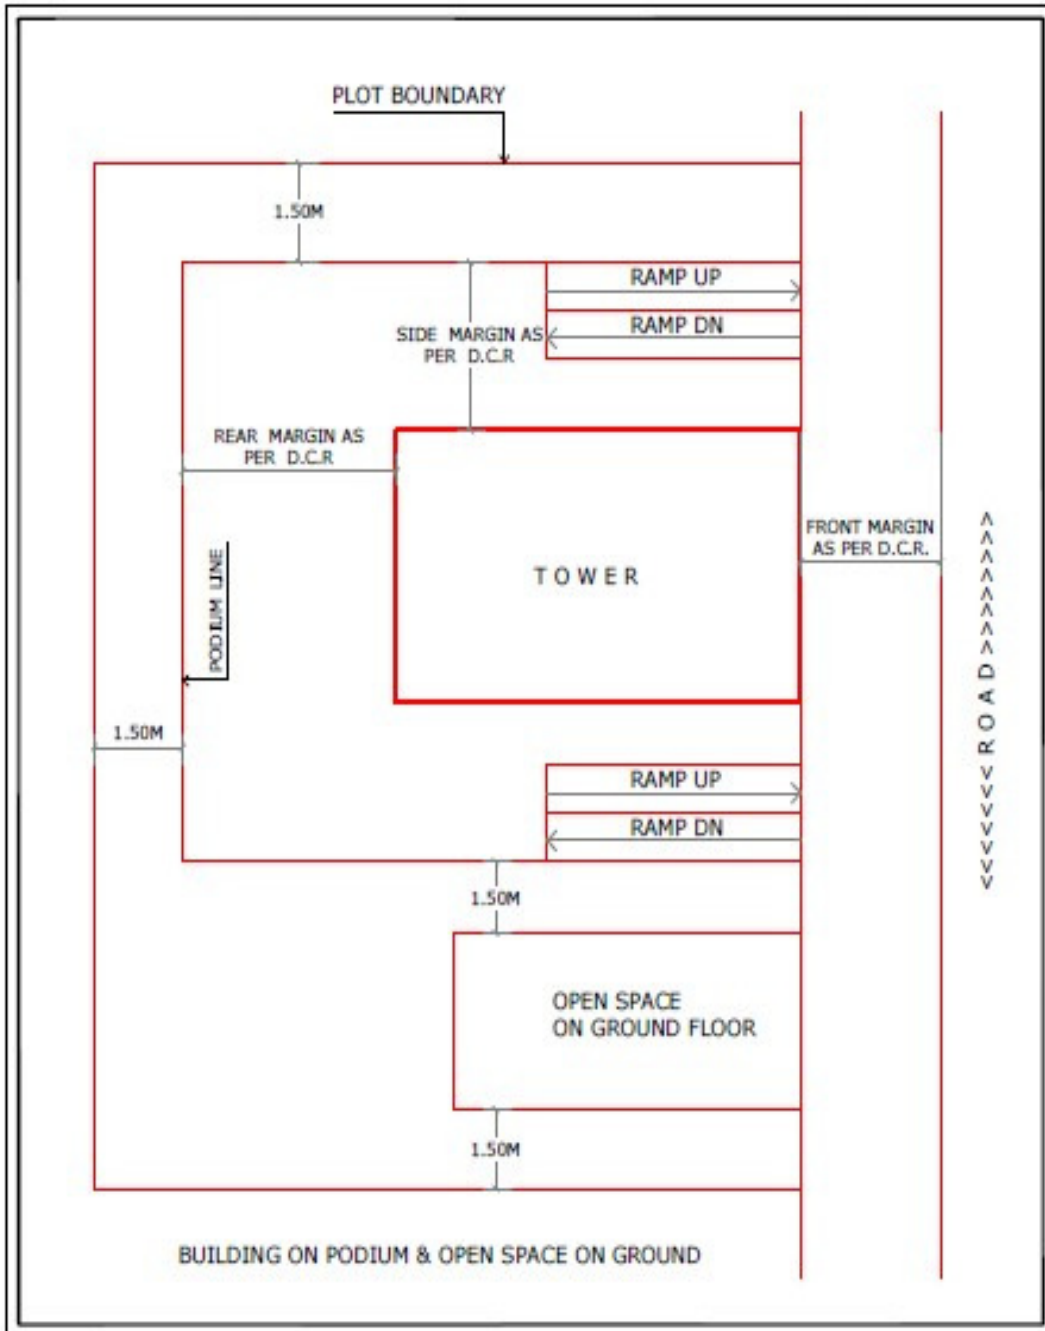 PLOT BOUNDARY
1.50M
RAMP UP
RAMP DN
SIDE MARGIN AS
PER D.C.R
REAR MARGIN AS
PER D.C.R
FRONT MARGIN
AS PER D.C.R.
TOWER
PODIUM LINE
<<<<<<<<ROAD>>>>>>>>
1.50M
RAMP UP
RAMP DN
1.50M
OPEN SPACE
ON GROUND FLOOR
1.50M
BUILDING ON PODIUM & OPEN SPACE ON GROUND